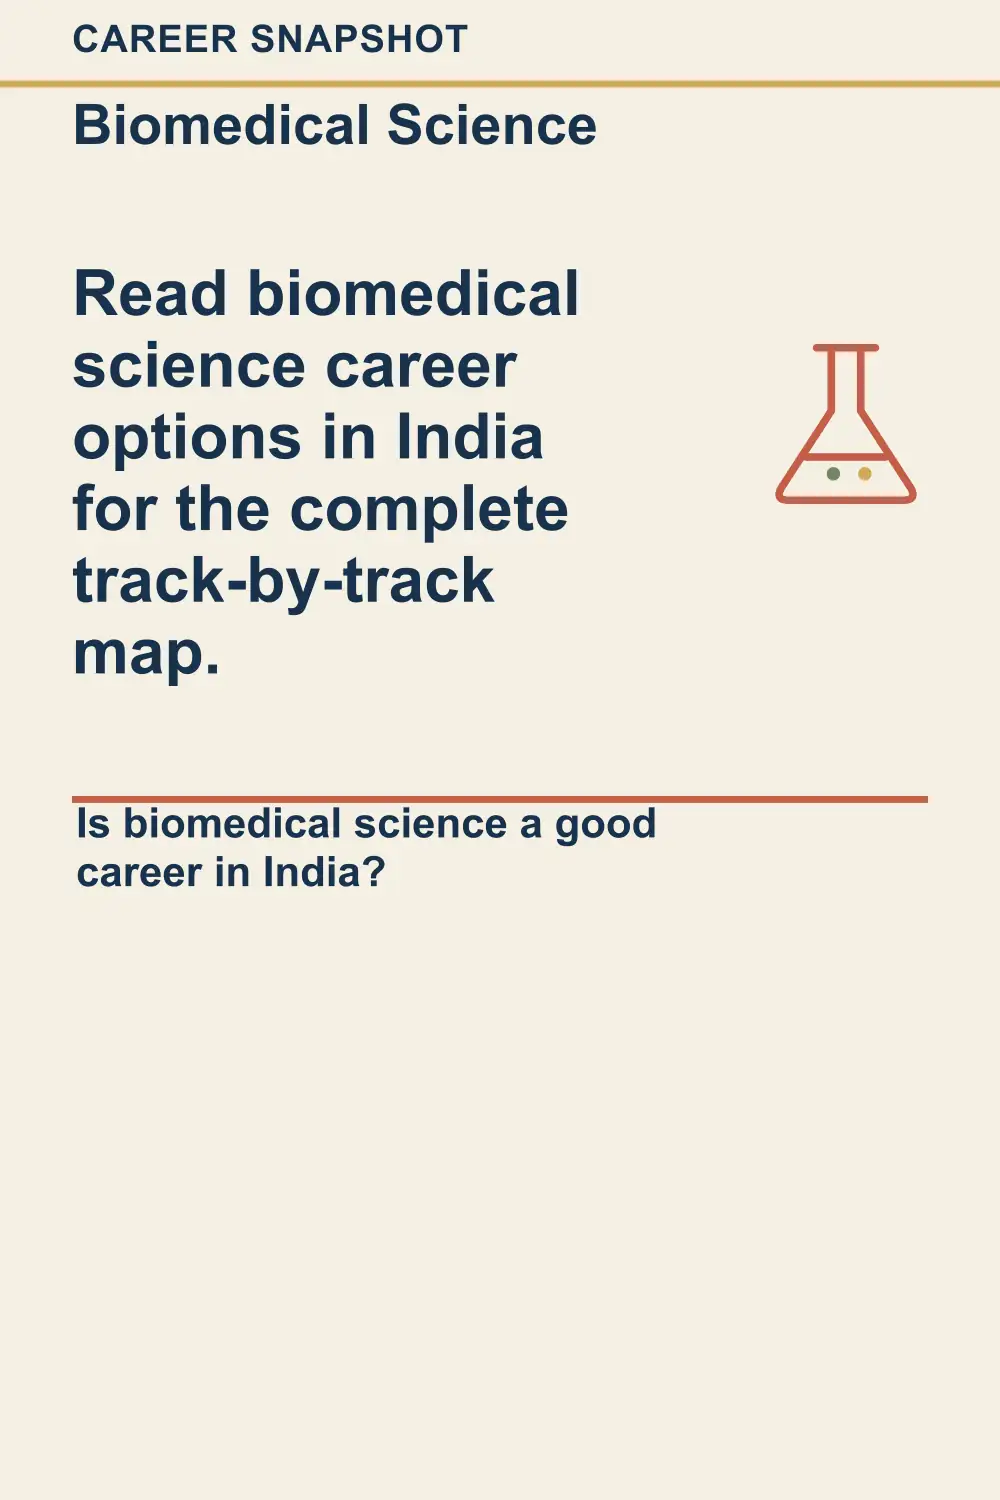 CAREER SNAPSHOT
Biomedical Science
Read biomedical
science career
options in India
for the complete
track-by-track
map.
Is biomedical science a good
career in India?